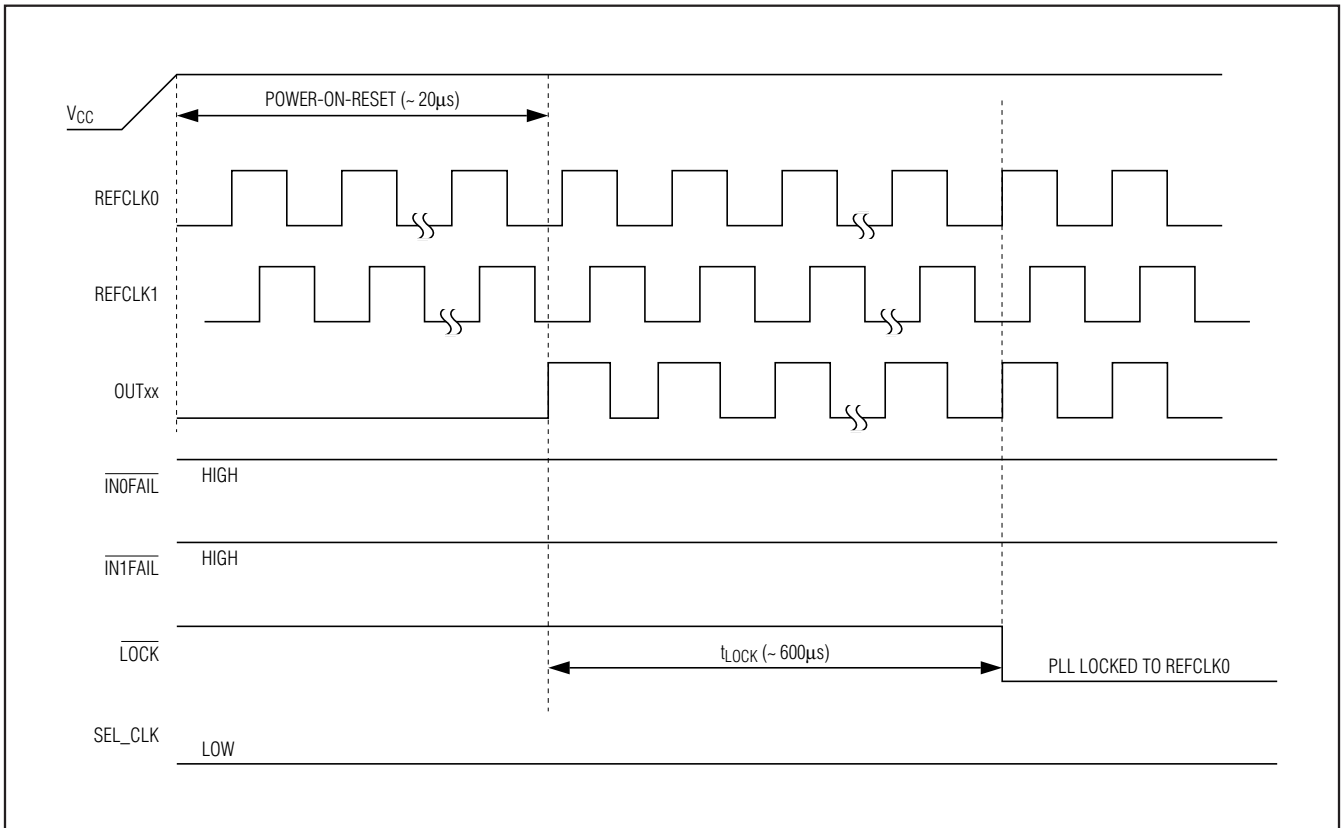 VCC
POWER-ON-RESET (~ 20µs)
REFCLK0
REFCLK1
OUTxx
IN0FAIL
HIGH
IN1FAIL
HIGH
LOCK
tLOCK (~ 600µs)
PLL LOCKED TO REFCLK0
SEL_CLK
LOW